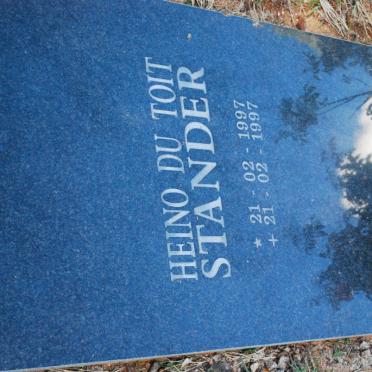 HEINO DU TOIT
STANDER
* 21 - 02 - 1997
+ 21 - 02 - 1997